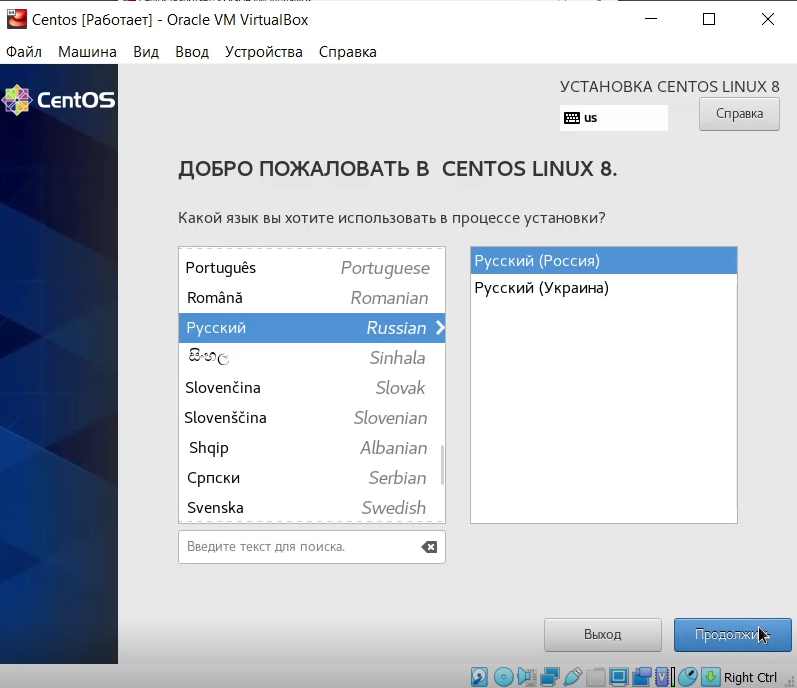 Centos [Работает] - Oracle VM VirtualBox
Файл Машина Вид Ввод Устройства Справка
CentOS
УСТАНОВКА CENTOS LINUX 8
us
Справка
ДОБРО ПОЖАЛОВАТЬ В CENTOS LINUX 8.
Какой язык вы хотите использовать в процессе установки?
Português Portuguese
Română Romanian
Русский Russian
සිංහල Sinhala
Slovenčina Slovak
Slovenščina Slovenian
Shqip Albanian
Српски Serbian
Svenska Swedish
Русский (Россия)
Русский (Украина)
Введите текст для поиска.
Выход
Right Ctrl